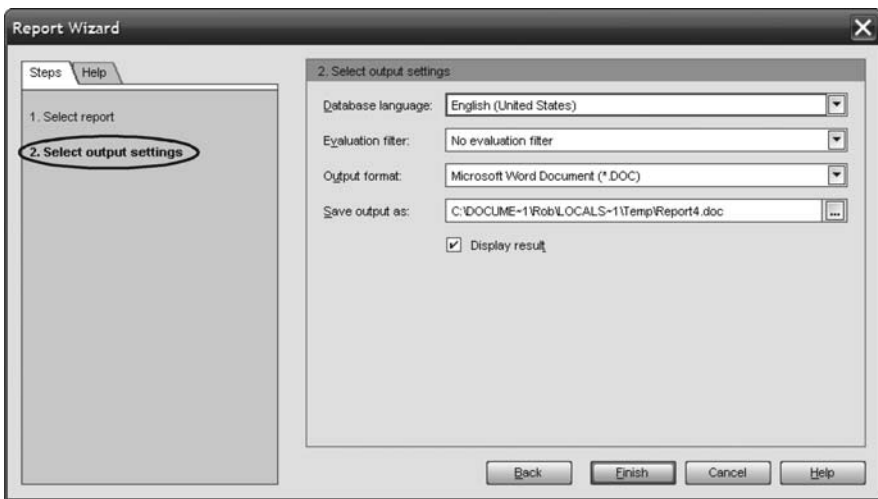 Report Wizard
Steps Help
1. Select report
2. Select output settings
2. Select output settings
Database language: English (United States)
Evaluation filter: No evaluation filter
Output format: Microsoft Word Document (*.DOC)
Save output as: C:\DOCUME~1\Rob\LOCALS~1\Temp\Report4.doc ...
Display result
Back Finish Cancel Help